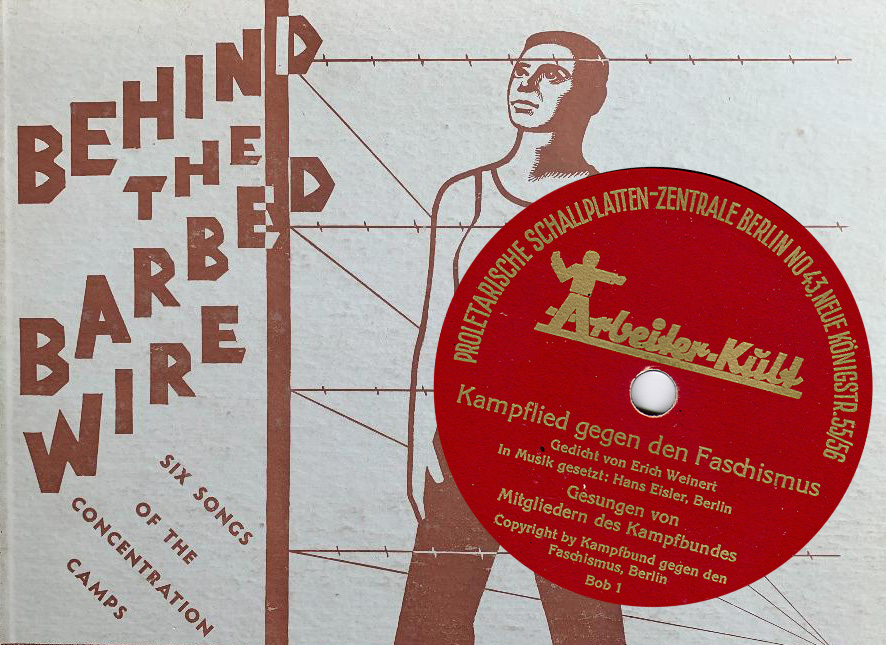 BEHIND
THE
BARBED
WIRE
SIX SONGS
OF THE
CONCENTRATION
CAMPS
PROLETARISCHE SCHALLPLATTEN-ZENTRALE BERLIN NO 43, NEUE KÖNIGSTR. 55/56
Arbeiter-Kult
Kampflied gegen den Faschismus
Gedicht von Erich Weinert
In Musik gesetzt: Hans Eisler, Berlin
Gesungen von
Mitgliedern des Kampfbundes
Copyright by Kampfbund gegen den
Faschismus, Berlin
Bob 1